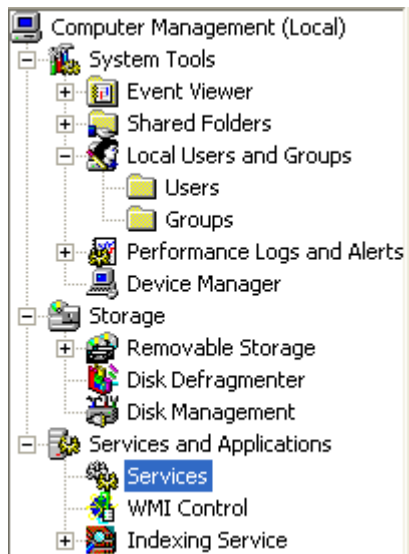 Computer Management (Local)
System Tools
Event Viewer
Shared Folders
Local Users and Groups
Users
Groups
Performance Logs and Alerts
Device Manager
Storage
Removable Storage
Disk Defragmenter
Disk Management
Services and Applications
Services
WMI Control
Indexing Service